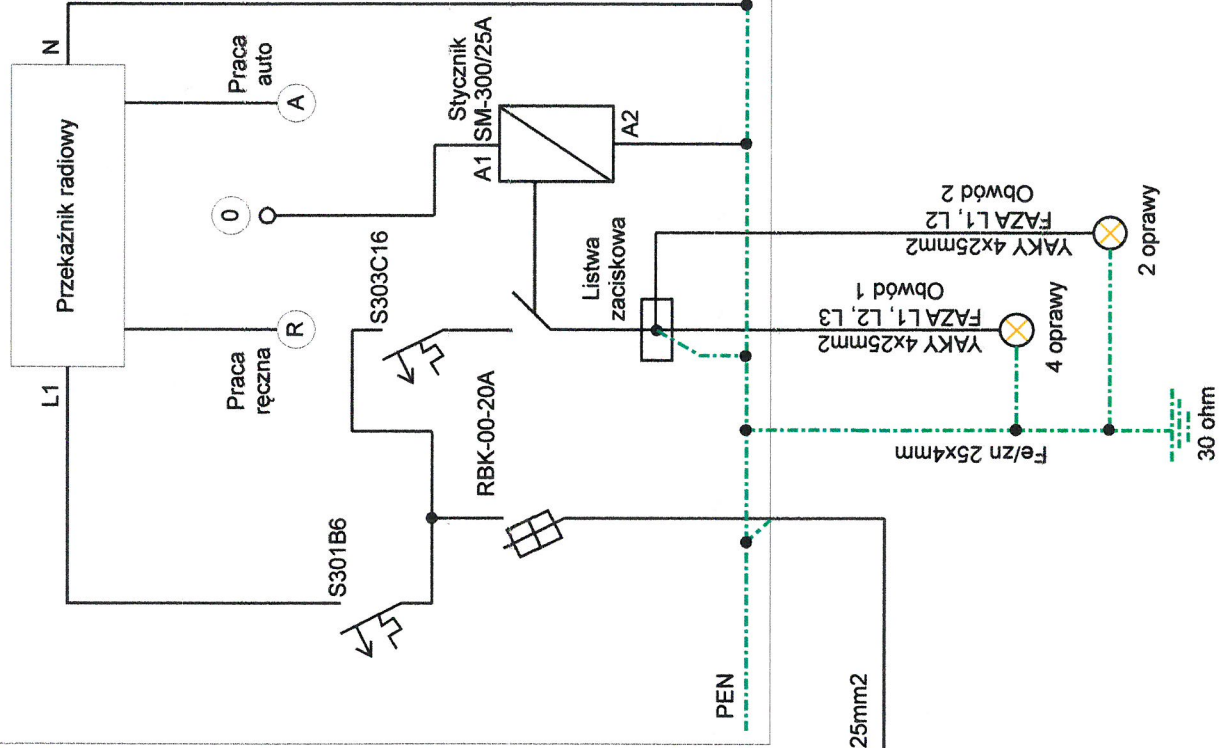 N
Przekaźnik radiowy
L1
Praca
auto
A
0
Praca
ręczna
R
Stycznik
SM-300/25A
A1
A2
S303C16
Listwa
zaciskowa
RBK-00-20A
S301B6
PEN
25mm2
YAKY 4x25mm2
FAZA L1, L2
Obwód 2
2 oprawy
YAKY 4x25mm2
FAZA L1, L2, L3
Obwód 1
4 oprawy
Fe/zn 25x4mm
30 ohm